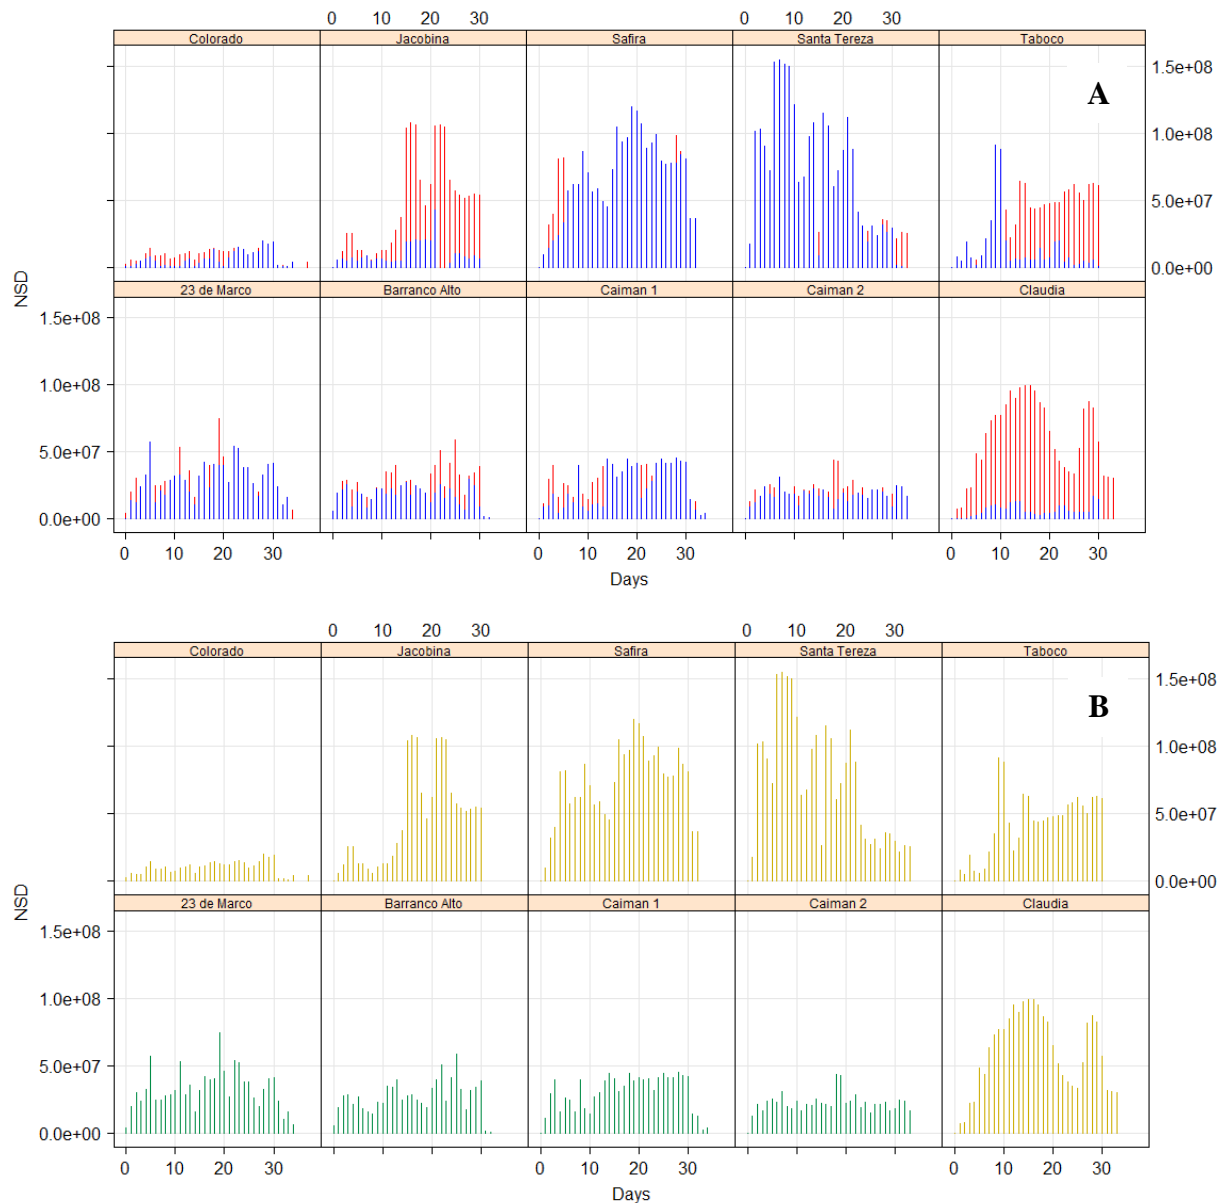 0 10 20 30 0 10 20 30
Colorado Jacobina Safira Santa Tereza Taboco
A
1.5e+08
1.0e+08
5.0e+07
0.0e+00
23 de Marco Barranco Alto Caiman 1 Caiman 2 Claudia
NSD
1.5e+08
1.0e+08
5.0e+07
0.0e+00
0 10 20 30 0 10 20 30 0 10 20 30
Days
0 10 20 30 0 10 20 30
Colorado Jacobina Safira Santa Tereza Taboco
B
1.5e+08
1.0e+08
5.0e+07
0.0e+00
23 de Marco Barranco Alto Caiman 1 Caiman 2 Claudia
NSD
1.5e+08
1.0e+08
5.0e+07
0.0e+00
0 10 20 30 0 10 20 30 0 10 20 30
Days